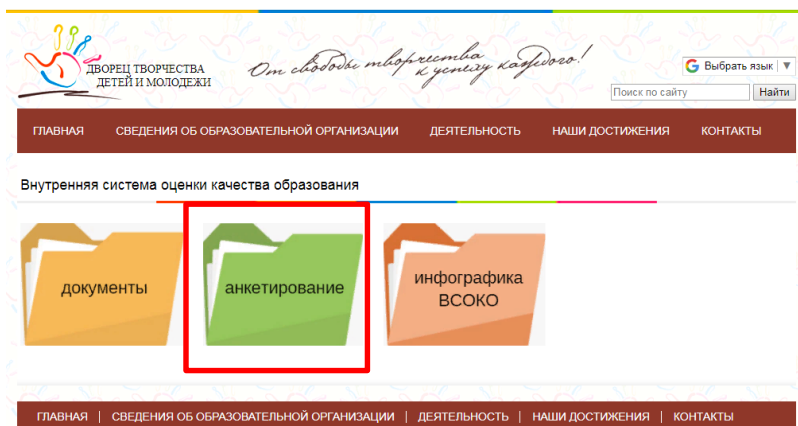 ДВОРЕЦ ТВОРЧЕСТВА
ДЕТЕЙ И МОЛОДЕЖИ
От свободы творчества
к успеху каждого!
Выбрать язык ▼
Поиск по сайту
Найти
ГЛАВНАЯ СВЕДЕНИЯ ОБ ОБРАЗОВАТЕЛЬНОЙ ОРГАНИЗАЦИИ ДЕЯТЕЛЬНОСТЬ НАШИ ДОСТИЖЕНИЯ КОНТАКТЫ
Внутренняя система оценки качества образования
документы
анкетирование
инфографика
ВСОКО
ГЛАВНАЯ | СВЕДЕНИЯ ОБ ОБРАЗОВАТЕЛЬНОЙ ОРГАНИЗАЦИИ | ДЕЯТЕЛЬНОСТЬ | НАШИ ДОСТИЖЕНИЯ | КОНТАКТЫ